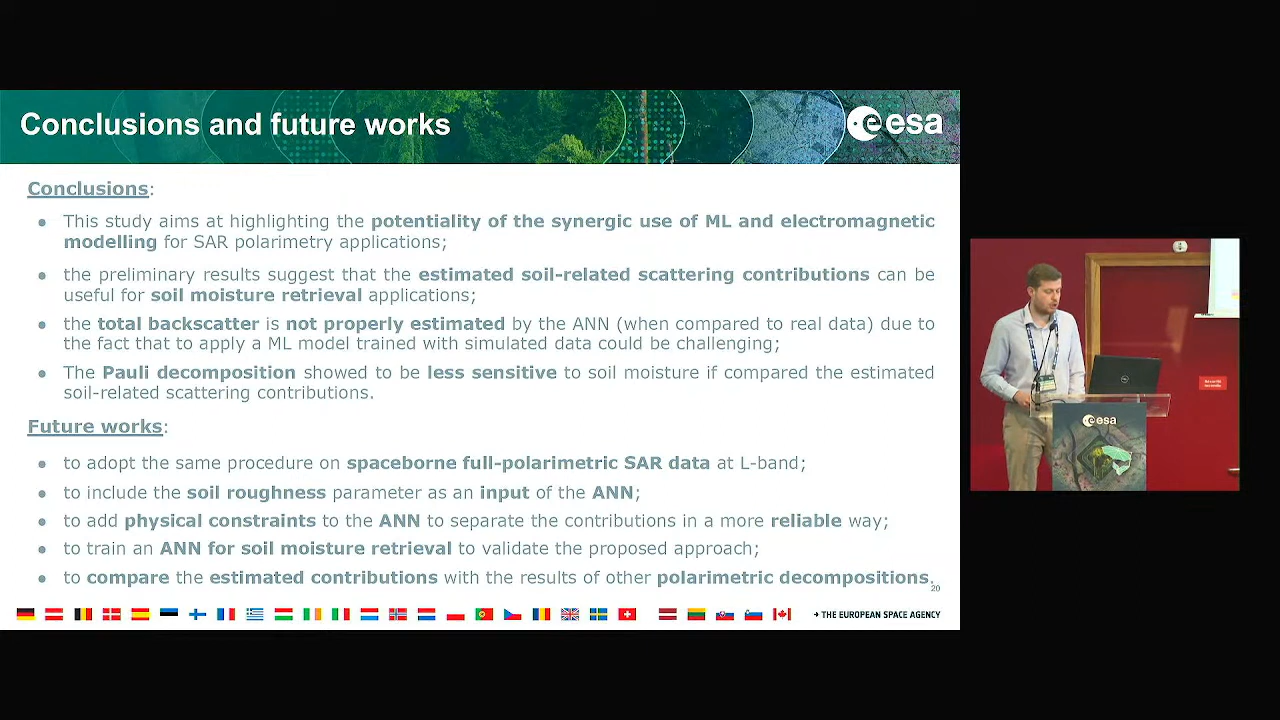 Conclusions and future works
esa
Conclusions:
This study aims at highlighting the potentiality of the synergic use of ML and electromagnetic
modelling for SAR polarimetry applications;
the preliminary results suggest that the estimated soil-related scattering contributions can be
useful for soil moisture retrieval applications;
the total backscatter is not properly estimated by the ANN (when compared to real data) due to
the fact that to apply a ML model trained with simulated data could be challenging;
The Pauli decomposition showed to be less sensitive to soil moisture if compared the estimated
soil-related scattering contributions.
Future works:
to adopt the same procedure on spaceborne full-polarimetric SAR data at L-band;
to include the soil roughness parameter as an input of the ANN;
to add physical constraints to the ANN to separate the contributions in a more reliable way;
to train an ANN for soil moisture retrieval to validate the proposed approach;
to compare the estimated contributions with the results of other polarimetric decompositions.
20
→ THE EUROPEAN SPACE AGENCY
esa